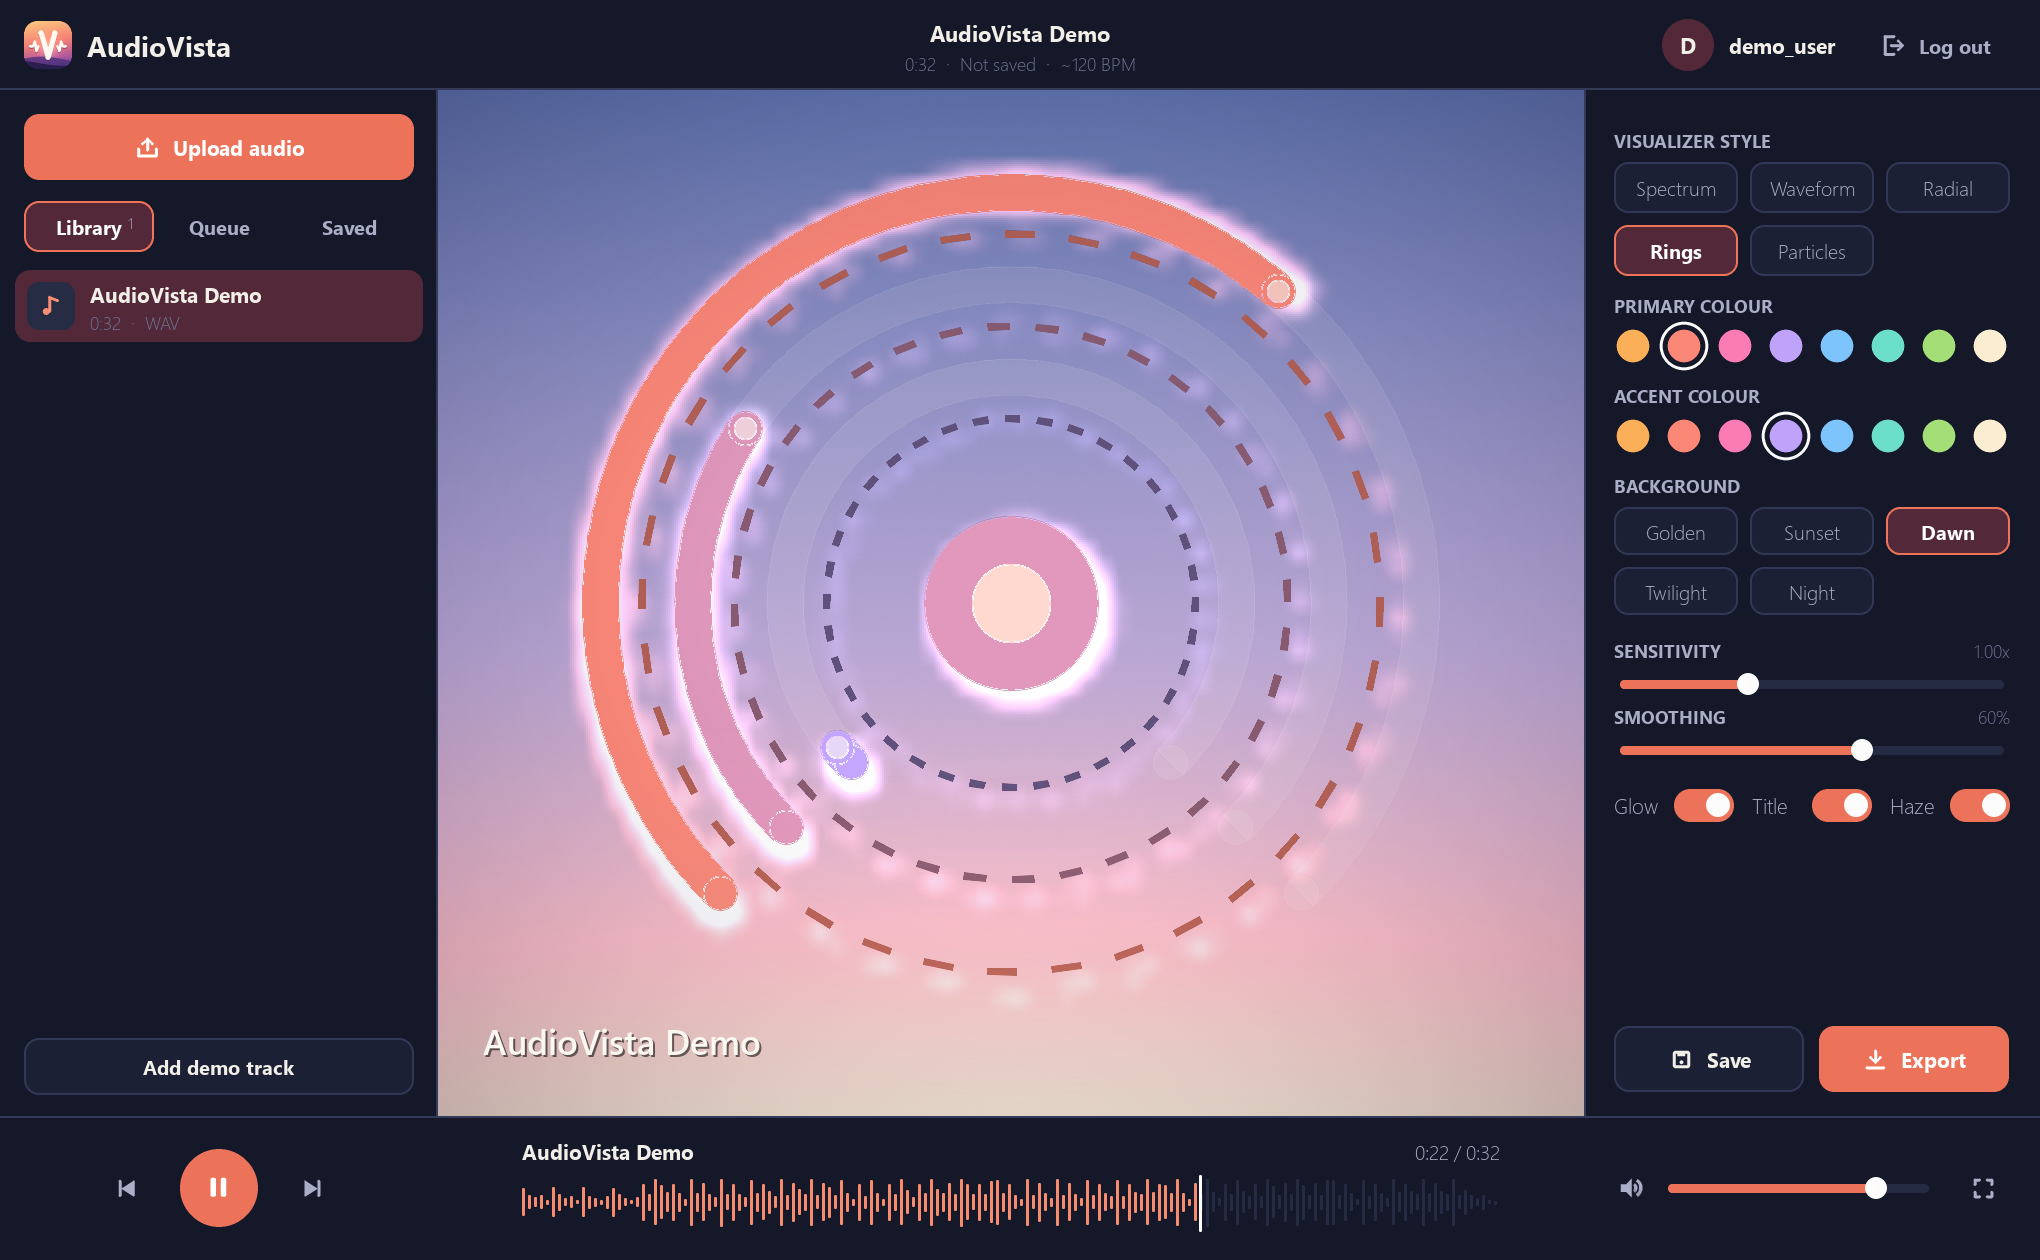 AudioVista
AudioVista Demo
0:32 · Not saved · ~120 BPM
D demo_user Log out
Upload audio
Library 1 Queue Saved
AudioVista Demo
0:32 · WAV
Add demo track
AudioVista Demo
VISUALIZER STYLE
Spectrum Waveform Radial
Rings Particles
PRIMARY COLOUR
ACCENT COLOUR
BACKGROUND
Golden Sunset Dawn
Twilight Night
SENSITIVITY 1.00x
SMOOTHING 60%
Glow Title Haze
Save Export
AudioVista Demo 0:22 / 0:32